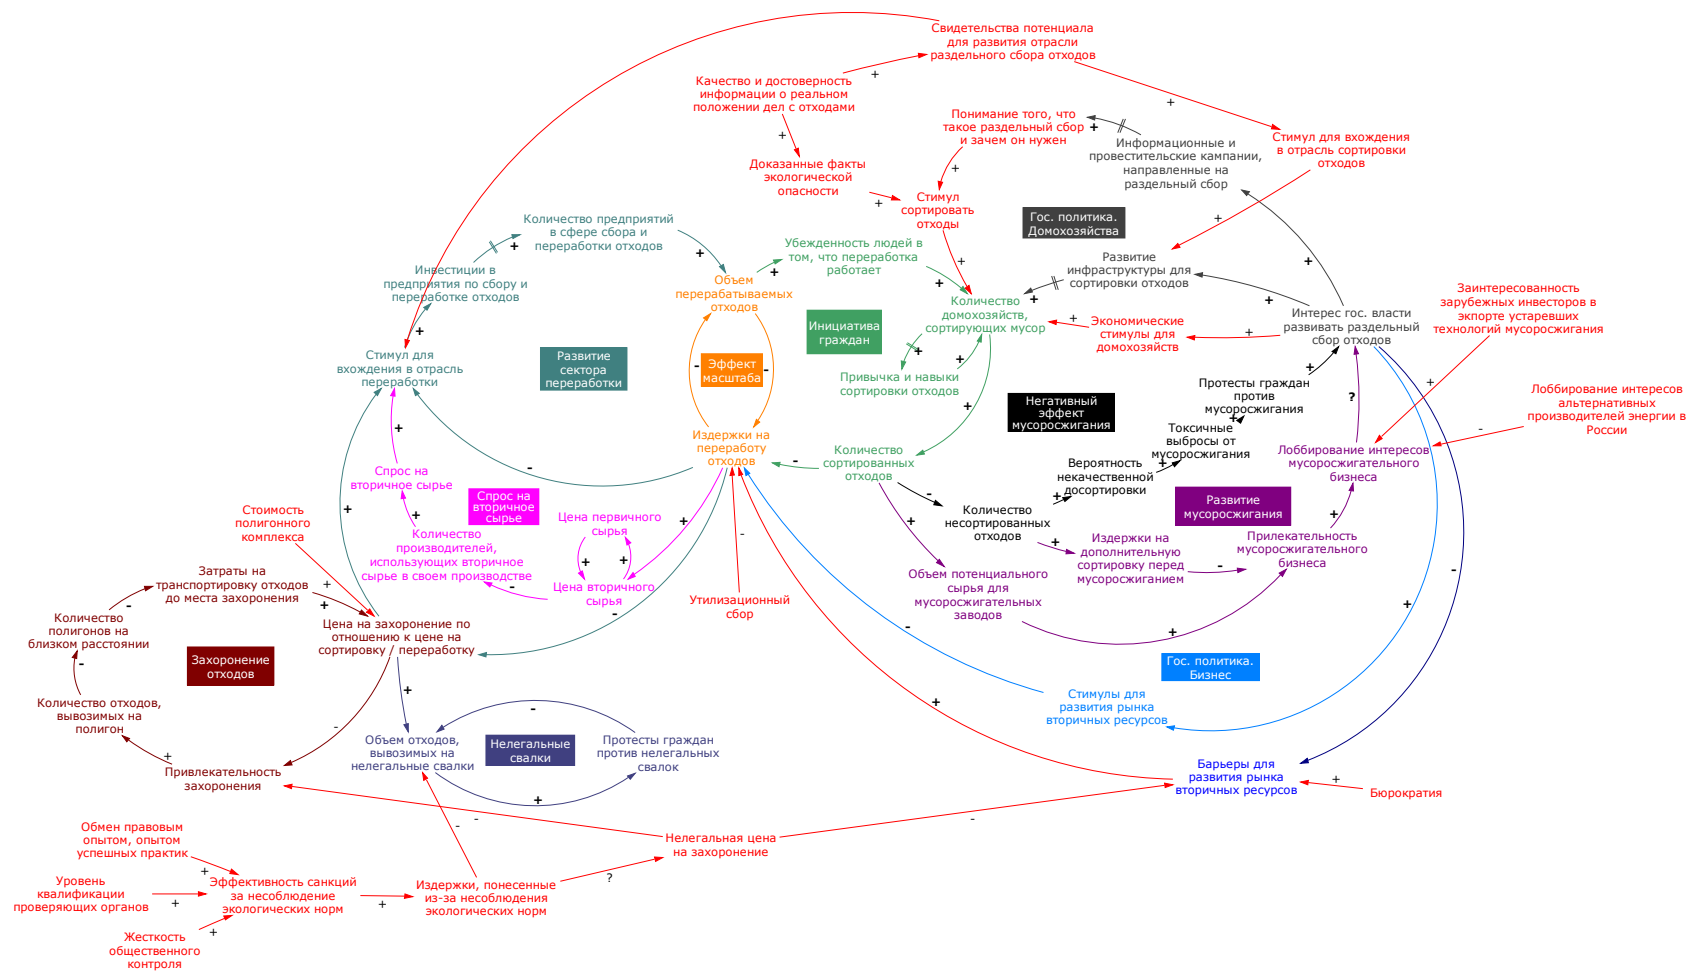 Свидетельства потенциала
для развития отрасли
раздельного сбора отходов
Качество и достоверность
информации о реальном
положении дел с отходами
+
+
Понимание того, что
такое раздельный сбор
и зачем он нужен
+
Информационные и
провестительские кампании,
направленные на
раздельный сбор
Стимул для вхождения
в отрасль сортировки
отходов
+
Доказанные факты
экологической
опасности
+
+
Стимул
сортировать
отходы
Гос. политика.
Домохозяйства
+
Количество предприятий
в сфере сбора и
переработки отходов
+
+
Убежденность людей в
том, что переработка
работает
+
+
+
Развитие
инфраструктуры для
сортировки отходов
+
+
+
Инвестиции в
предприятия по сбору и
переработке отходов
+
Объем
перерабатываемых
отходов
Количество
домохозяйств,
сортирующих мусор
Экономические
стимулы для
домохозяйств
+
+
Интерес гос. власти
развивать раздельный
сбор отходов
Заинтересованность
зарубежных инвесторов в
экпорте устаревших
технологий мусоросжигания
Инициатива
граждан
Стимул для
вхождения в отрасль
переработки
Развитие
сектора
переработки
Эффект
масштаба
-
-
+
+
Привычка и навыки
сортировки отходов
+
Протесты граждан
против
мусоросжигания
+
+
?
Лоббирование интересов
альтернативных
производителей энергии в
России
-
Негативный
эффект
мусоросжигания
+
Токсичные
выбросы от
мусоросжигания
Лоббирование интересов
мусоросжигательного
бизнеса
+
Издержки на
переработу
отходов
-
Количество
сортированных
отходов
-
Вероятность
некачественной
досортировки
+
+
Спрос на
вторичное сырье
Спрос на
вторичное
сырье
-
Количество
несортированных
отходов
Развитие
мусоросжигания
+
Стоимость
полигонного
комплекса
+
+
Цена первичного
сырья
+
+
Количество
производителей,
использующих вторичное
сырье в своем производстве
-
+
+
-
+
Издержки на
дополнительную
сортировку перед
мусоросжиганием
-
Прилекательность
мусоросжигательного
бизнеса
-
Затраты на
транспортировку отходов
до места захоронения
+
+
Цена вторичного
сырья
Утилизационный
сбор
-
Объем потенциального
сырья для
мусоросжигательных
заводов
+
+
-
Количество
полигонов на
близком расстоянии
-
Цена на захоронение по
отношению к цене на
сортировку / переработку
Захоронение
отходов
Гос. политика.
Бизнес
Количество отходов,
вывозимых на
полигон
+
-
+
Стимулы для
развития рынка
вторичных ресурсов
+
-
Объем отходов,
вывозимых на
нелегальные свалки
Нелегальные
свалки
Протесты граждан
против нелегальных
свалок
+
Привлекательность
захоронения
Барьеры для
развития рынка
вторичных ресурсов
+
Бюрократия
Обмен правовым
опытом, опытом
успешных практик
-
-
Нелегальная цена
на захоронение
-
+
Уровень
квалификации
проверяющих органов
+
Эффективность санкций
за несоблюдение
экологических норм
+
Издержки, понесенные
из-за несоблюдения
экологических норм
?
+
Жесткость
общественного
контроля